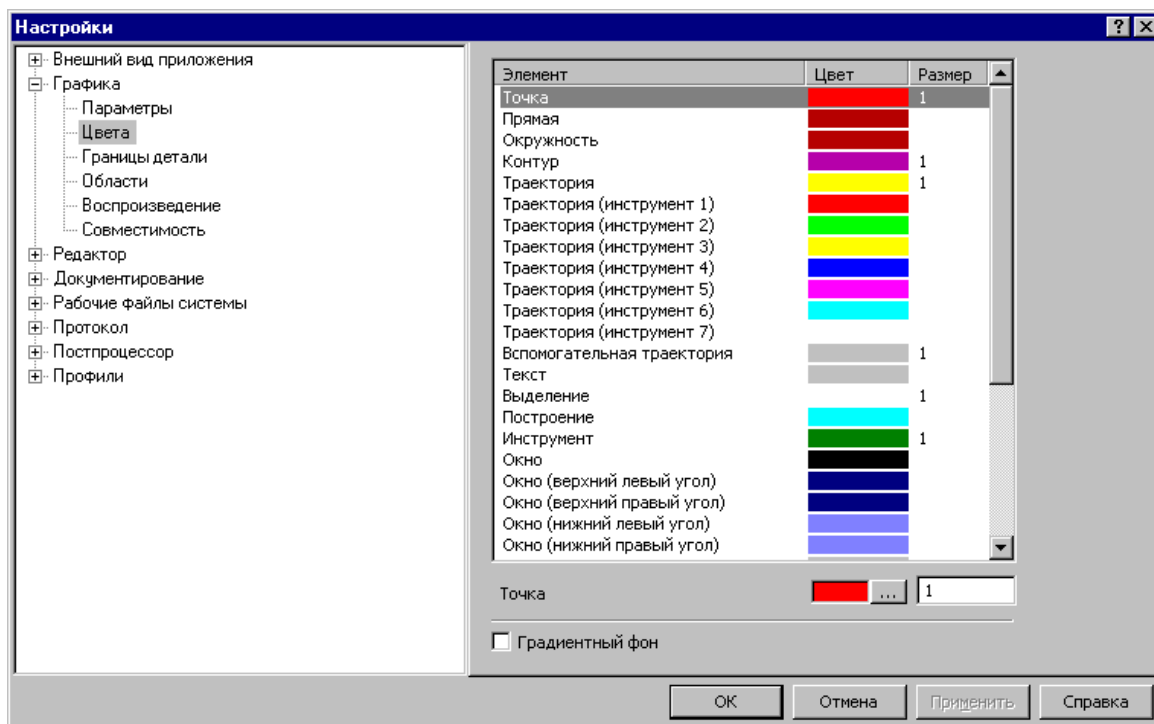 Настройки
Внешний вид приложения
Графика
Параметры
Цвета
Границы детали
Области
Воспроизведение
Совместимость
Редактор
Документирование
Рабочие файлы системы
Протокол
Постпроцессор
Профили
Элемент Цвет Размер
Точка 1
Прямая
Окружность
Контур 1
Траектория 1
Траектория (инструмент 1)
Траектория (инструмент 2)
Траектория (инструмент 3)
Траектория (инструмент 4)
Траектория (инструмент 5)
Траектория (инструмент 6)
Траектория (инструмент 7)
Вспомогательная траектория 1
Текст
Выделение 1
Построение
Инструмент 1
Окно
Окно (верхний левый угол)
Окно (верхний правый угол)
Окно (нижний левый угол)
Окно (нижний правый угол)
Точка ... 1
Градиентный фон
ОК Отмена Применить Справка